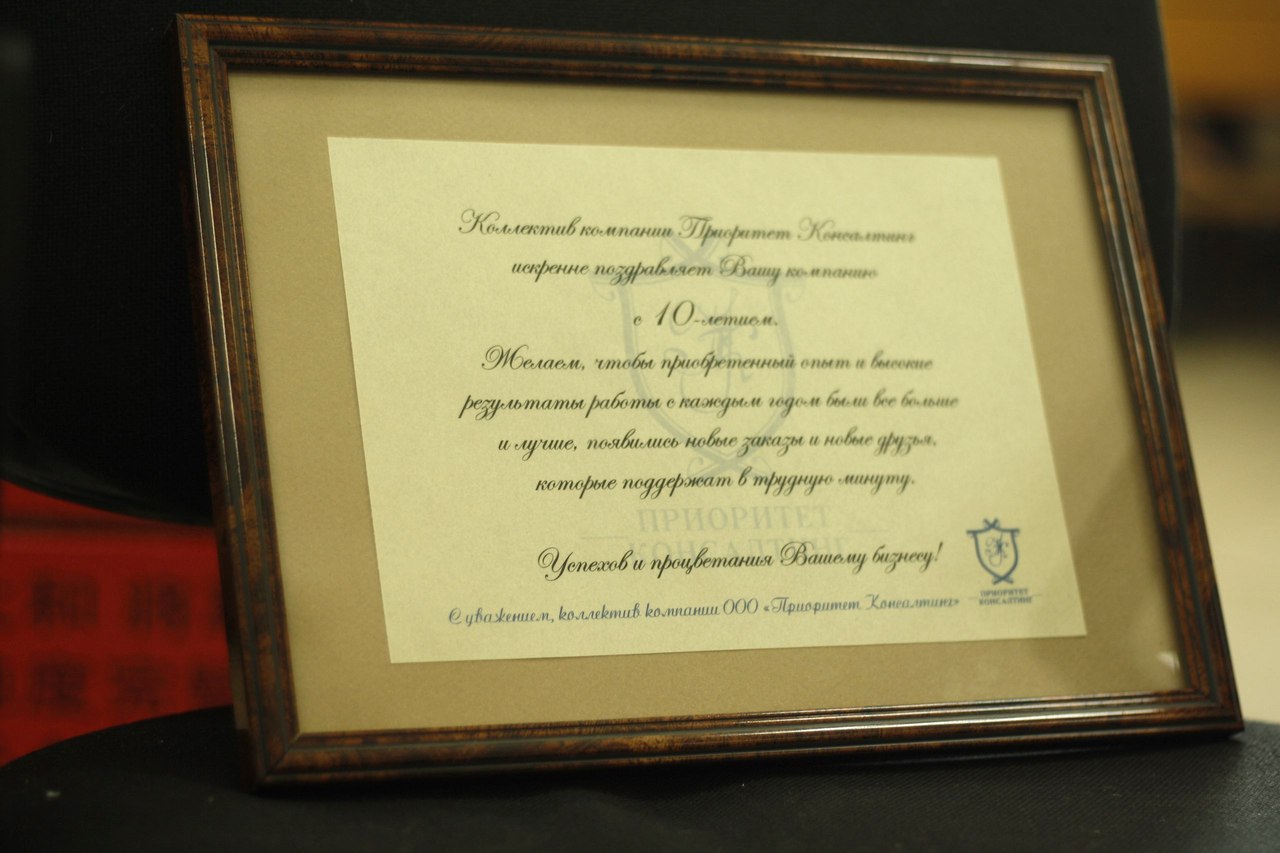 Коллектив компании Приоритет Консалтинг
искренне поздравляет Вашу компанию
с 10-летием.
Желаем, чтобы приобретенный опыт и высокие
результаты работы с каждым годом были все больше
и лучше, появились новые заказы и новые друзья,
которые поддержат в трудную минуту.
ПРИОРИТЕТ
КОНСАЛТИНГ
Успехов и процветания Вашему бизнесу!
С уважением, коллектив компании ООО «Приоритет Консалтинг»
ПРИОРИТЕТ
КОНСАЛТИНГ